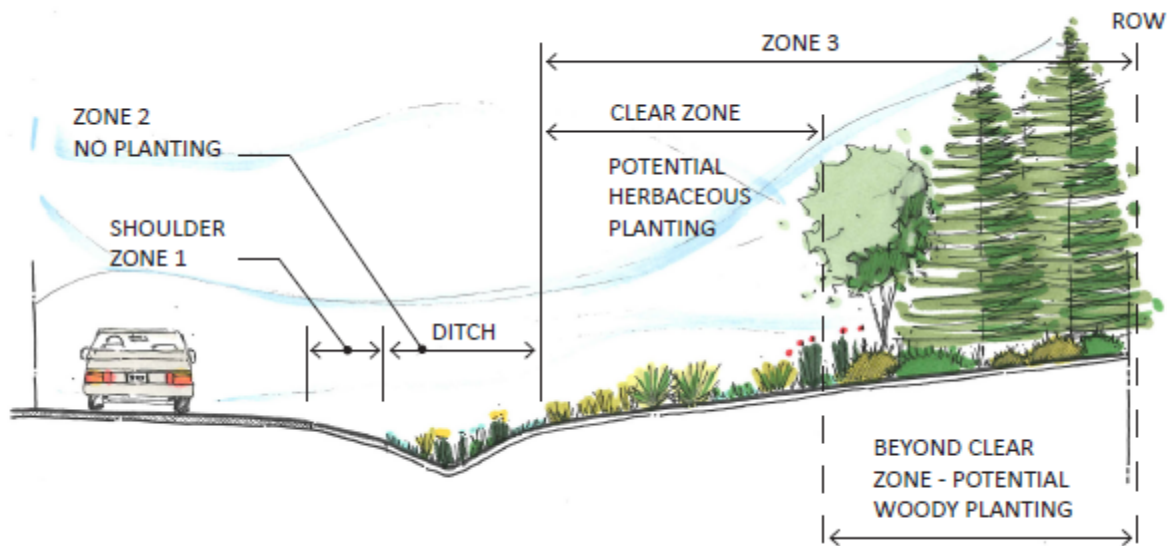 ROW
ZONE 3
ZONE 2
NO PLANTING
CLEAR ZONE
POTENTIAL
HERBACEOUS
PLANTING
SHOULDER
ZONE 1
DITCH
BEYOND CLEAR
ZONE - POTENTIAL
WOODY PLANTING